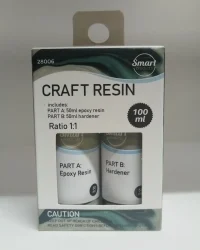 Smart
28006
CRAFT RESIN
includes:
PART A: 50ml epoxy resin
PART B: 50ml hardener
100
ml
Ratio 1:1
PART A:
Epoxy Resin
PART B:
Hardener
CAUTION